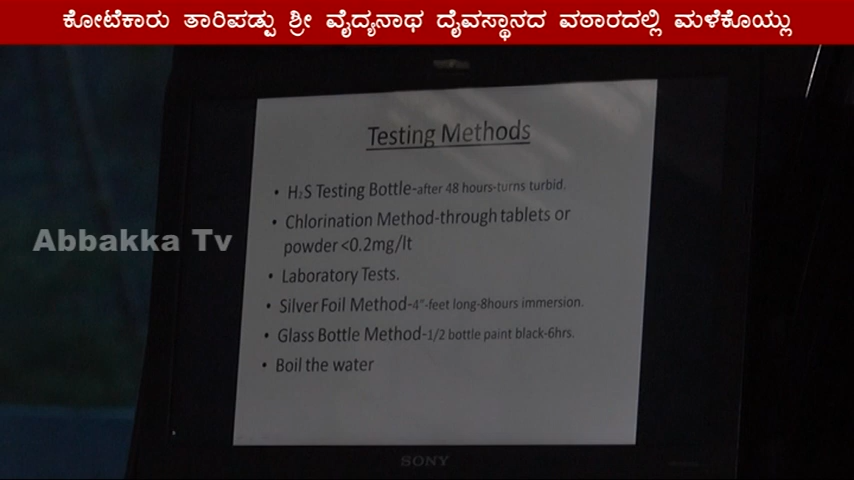 ಕೋಟೆಕಾರು ತಾರಿಪಡ್ಪು ಶ್ರೀ ವೈದ್ಯನಾಥ ದೈವಸ್ಥಾನದ ವಠಾರದಲ್ಲಿ ಮಳೆಕೊಯ್ಲು
Testing Methods
• H₂S Testing Bottle-after 48 hours-turns turbid.
• Chlorination Method-through tablets or
powder <0.2mg/lt
Abbakka Tv
• Laboratory Tests.
• Silver Foil Method-4"-feet long-8hours immersion.
• Glass Bottle Method-1/2 bottle paint black-6hrs.
• Boil the water
SONY